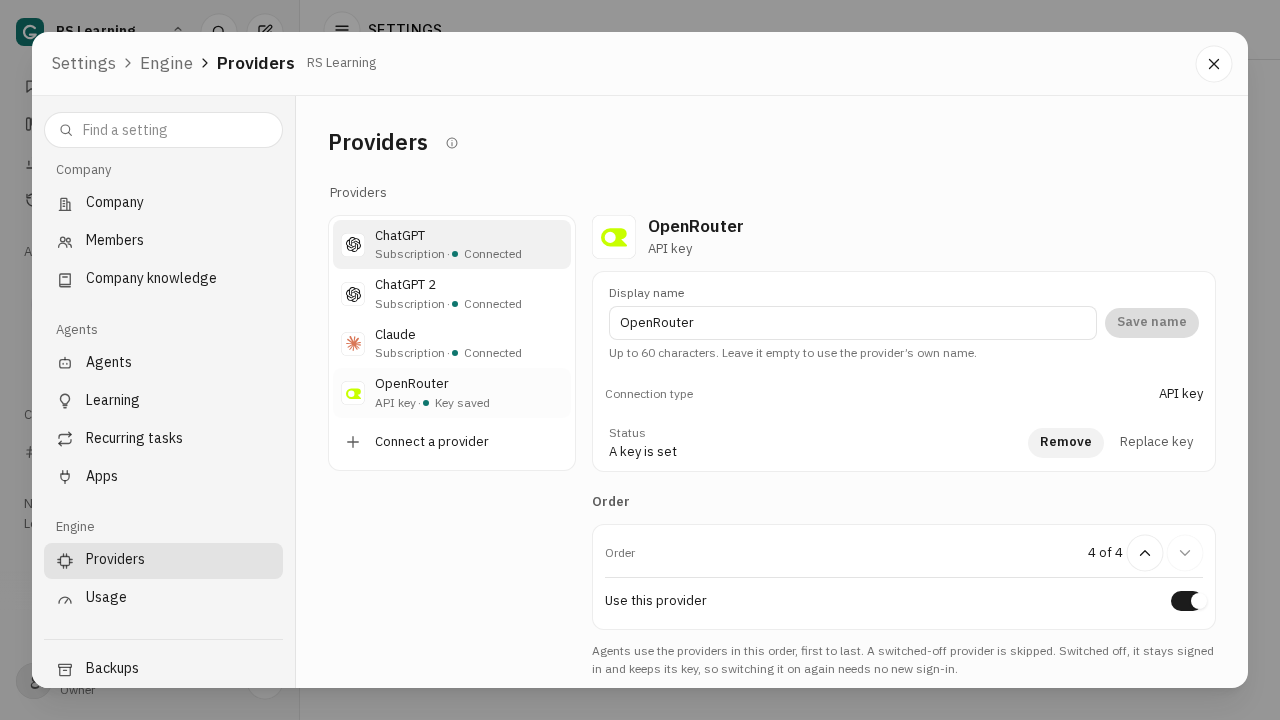 RS Learning
SETTINGS
Settings > Engine > Providers RS Learning
Find a setting
Company
Company
Members
Company knowledge
Agents
Agents
Learning
Recurring tasks
Apps
Engine
Providers
Usage
Backups
Owner
Providers
Providers
ChatGPT
Subscription · Connected
ChatGPT 2
Subscription · Connected
Claude
Subscription · Connected
OpenRouter
API key · Key saved
Connect a provider
OpenRouter
API key
Display name
OpenRouter
Save name
Up to 60 characters. Leave it empty to use the provider's own name.
Connection type
API key
Status
A key is set
Remove
Replace key
Order
Order
4 of 4
Use this provider
Agents use the providers in this order, first to last. A switched-off provider is skipped. Switched off, it stays signed
in and keeps its key, so switching it on again needs no new sign-in.